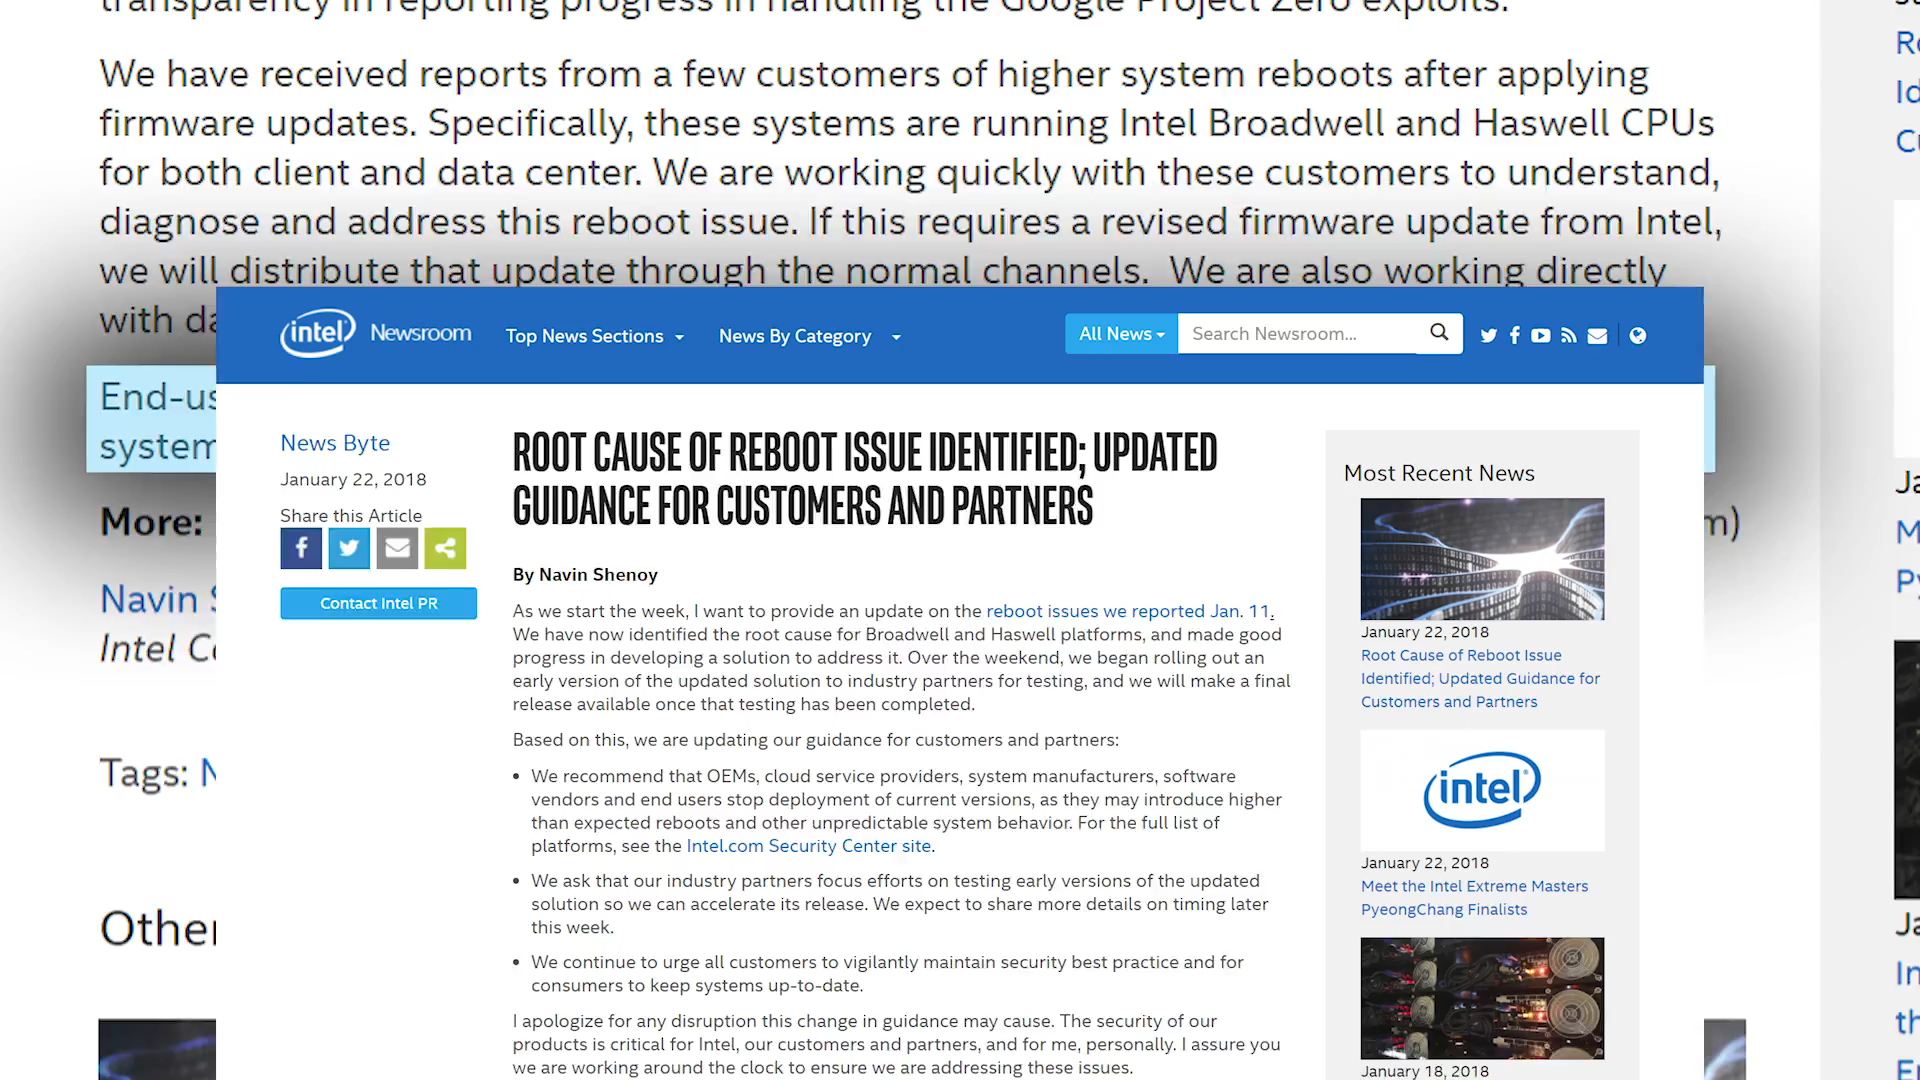 transparency in reporting progress in handling the Google Project Zero exploits.
We have received reports from a few customers of higher system reboots after applying
firmware updates. Specifically, these systems are running Intel Broadwell and Haswell CPUs
for both client and data center. We are working quickly with these customers to understand,
diagnose and address this reboot issue. If this requires a revised firmware update from Intel,
we will distribute that update through the normal channels.  We are also working directly
with da
End-us
system
More:
m)
Navin S
Intel Co
Tags: N
Other
intel Newsroom
Top News Sections
News By Category
All News
Search Newsroom...
News Byte
January 22, 2018
Share this Article
Contact Intel PR
ROOT CAUSE OF REBOOT ISSUE IDENTIFIED; UPDATED
GUIDANCE FOR CUSTOMERS AND PARTNERS
By Navin Shenoy
As we start the week, I want to provide an update on the reboot issues we reported Jan. 11.
We have now identified the root cause for Broadwell and Haswell platforms, and made good
progress in developing a solution to address it. Over the weekend, we began rolling out an
early version of the updated solution to industry partners for testing, and we will make a final
release available once that testing has been completed.
Based on this, we are updating our guidance for customers and partners:
• We recommend that OEMs, cloud service providers, system manufacturers, software
vendors and end users stop deployment of current versions, as they may introduce higher
than expected reboots and other unpredictable system behavior. For the full list of
platforms, see the Intel.com Security Center site.
• We ask that our industry partners focus efforts on testing early versions of the updated
solution so we can accelerate its release. We expect to share more details on timing later
this week.
• We continue to urge all customers to vigilantly maintain security best practice and for
consumers to keep systems up-to-date.
I apologize for any disruption this change in guidance may cause. The security of our
products is critical for Intel, our customers and partners, and for me, personally. I assure you
we are working around the clock to ensure we are addressing these issues.
Most Recent News
January 22, 2018
Root Cause of Reboot Issue
Identified; Updated Guidance for
Customers and Partners
intel
January 22, 2018
Meet the Intel Extreme Masters
PyeongChang Finalists
January 18, 2018